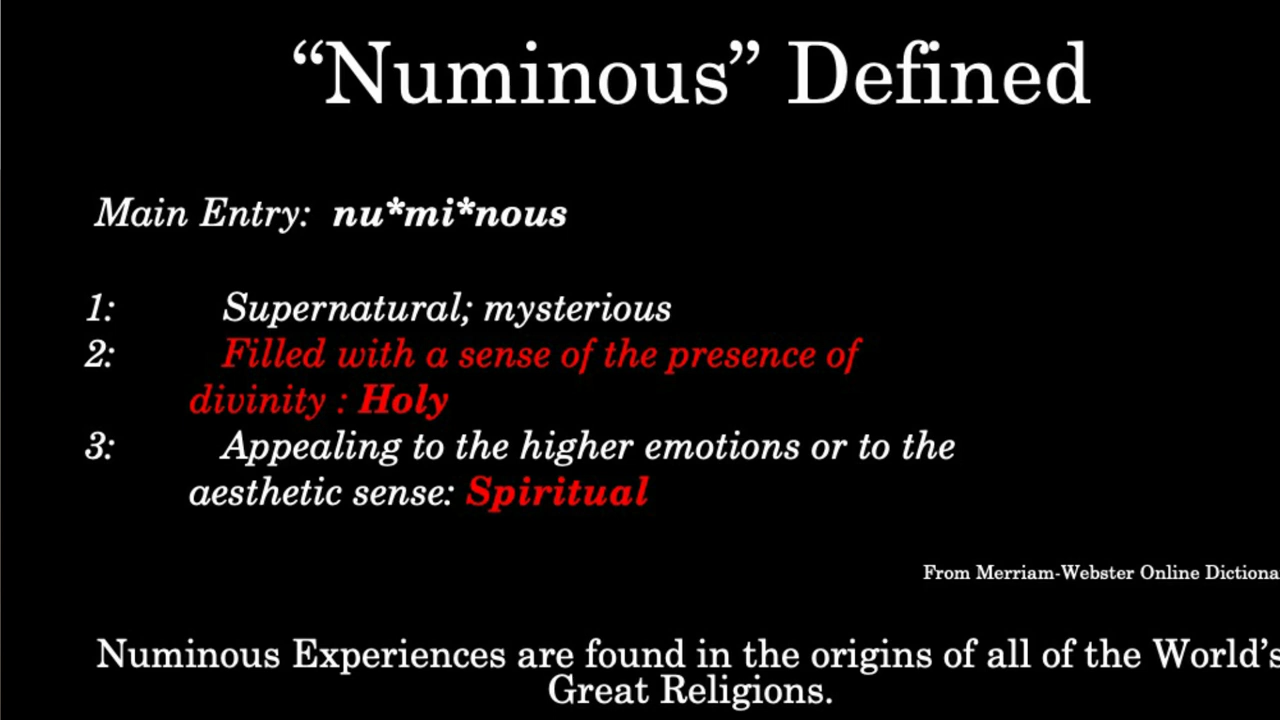 “Numinous” Defined
Main Entry: nu*mi*nous
1: Supernatural; mysterious
2: Filled with a sense of the presence of
divinity : Holy
3: Appealing to the higher emotions or to the
aesthetic sense: Spiritual
From Merriam-Webster Online Dictiona
Numinous Experiences are found in the origins of all of the World’s
Great Religions.